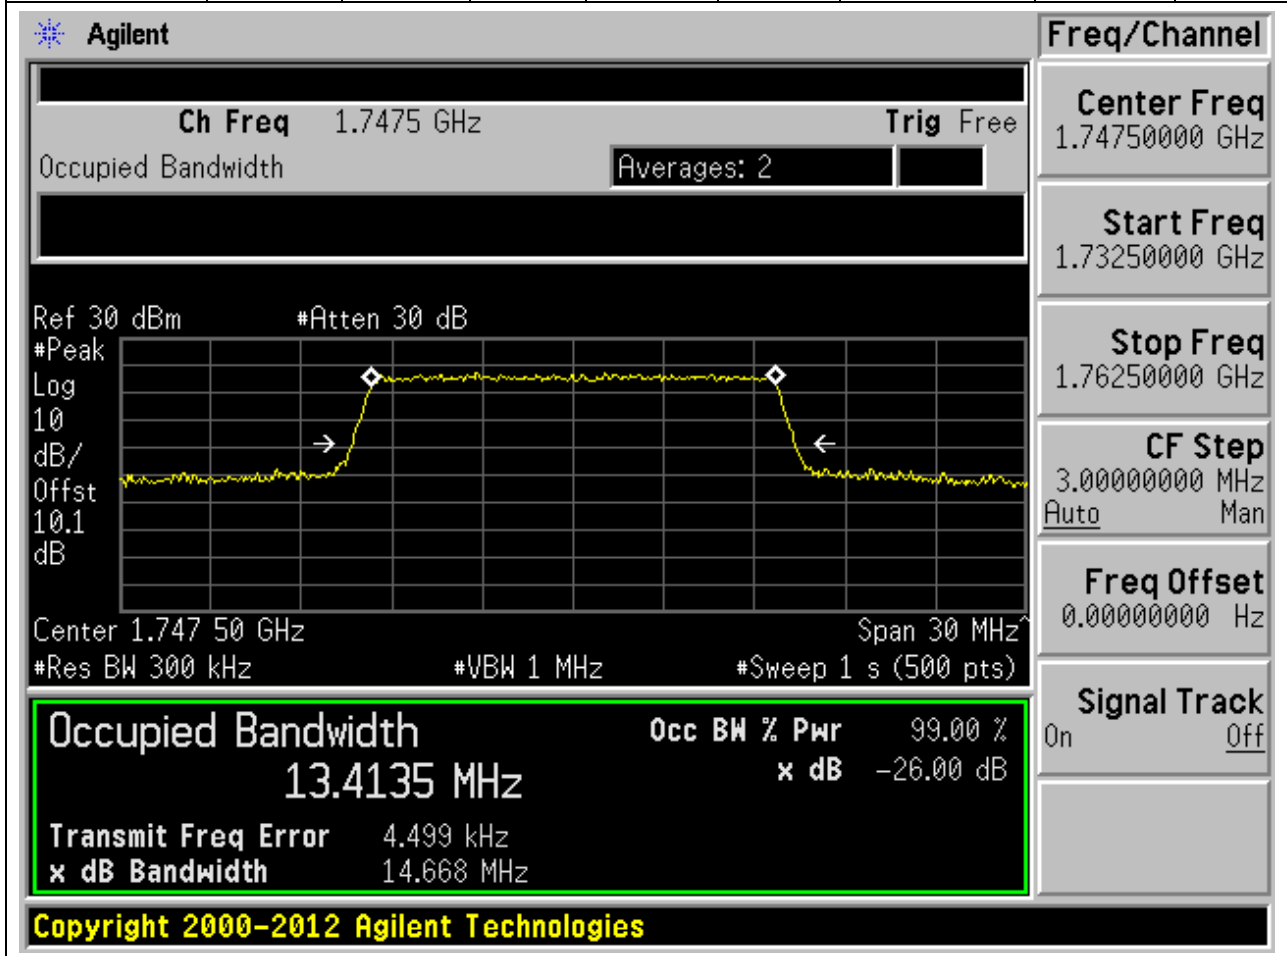 Agilent
Freq/Channel
Ch Freq 1.7475 GHz Trig Free
Occupied Bandwidth Averages: 2
Center Freq
1.74750000 GHz
Start Freq
1.73250000 GHz
Stop Freq
1.76250000 GHz
CF Step
3.00000000 MHz
Auto Man
Freq Offset
0.00000000 Hz
Signal Track
On Off
Ref 30 dBm #Atten 30 dB
#Peak
Log
10
dB/
Offst
10.1
dB
Center 1.747 50 GHz Span 30 MHz^
#Res BW 300 kHz #VBW 1 MHz #Sweep 1 s (500 pts)
Occupied Bandwidth Occ BW % Pwr 99.00 %
13.4135 MHz x dB -26.00 dB
Transmit Freq Error 4.499 kHz
x dB Bandwidth 14.668 MHz
Copyright 2000-2012 Agilent Technologies